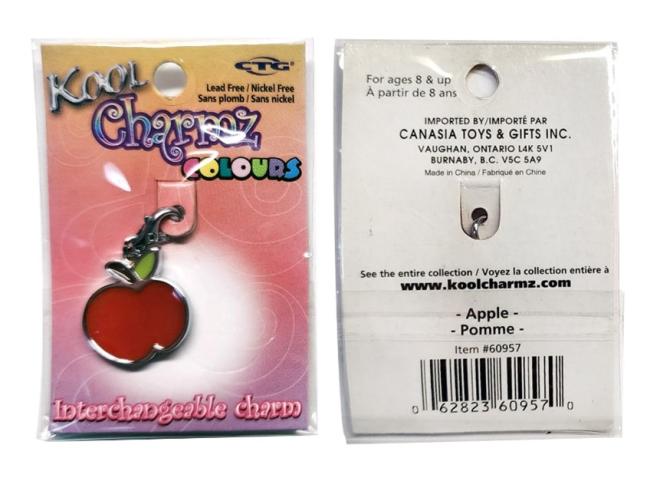 CTG
KOOL
Lead Free / Nickel Free
Sans plomb / Sans nickel
Charmz
COLOURS
Interchangeable charm
For ages 8 & up
À partir de 8 ans
IMPORTED BY/IMPORTÉ PAR
CANASIA TOYS & GIFTS INC.
VAUGHAN, ONTARIO L4K 5V1
BURNABY, B.C. V5C 5A9
Made in China / Fabriqué en Chine
See the entire collection / Voyez la collection entière à
www.koolcharmz.com
- Apple -
- Pomme -
Item #60957
0 62823 60957 0